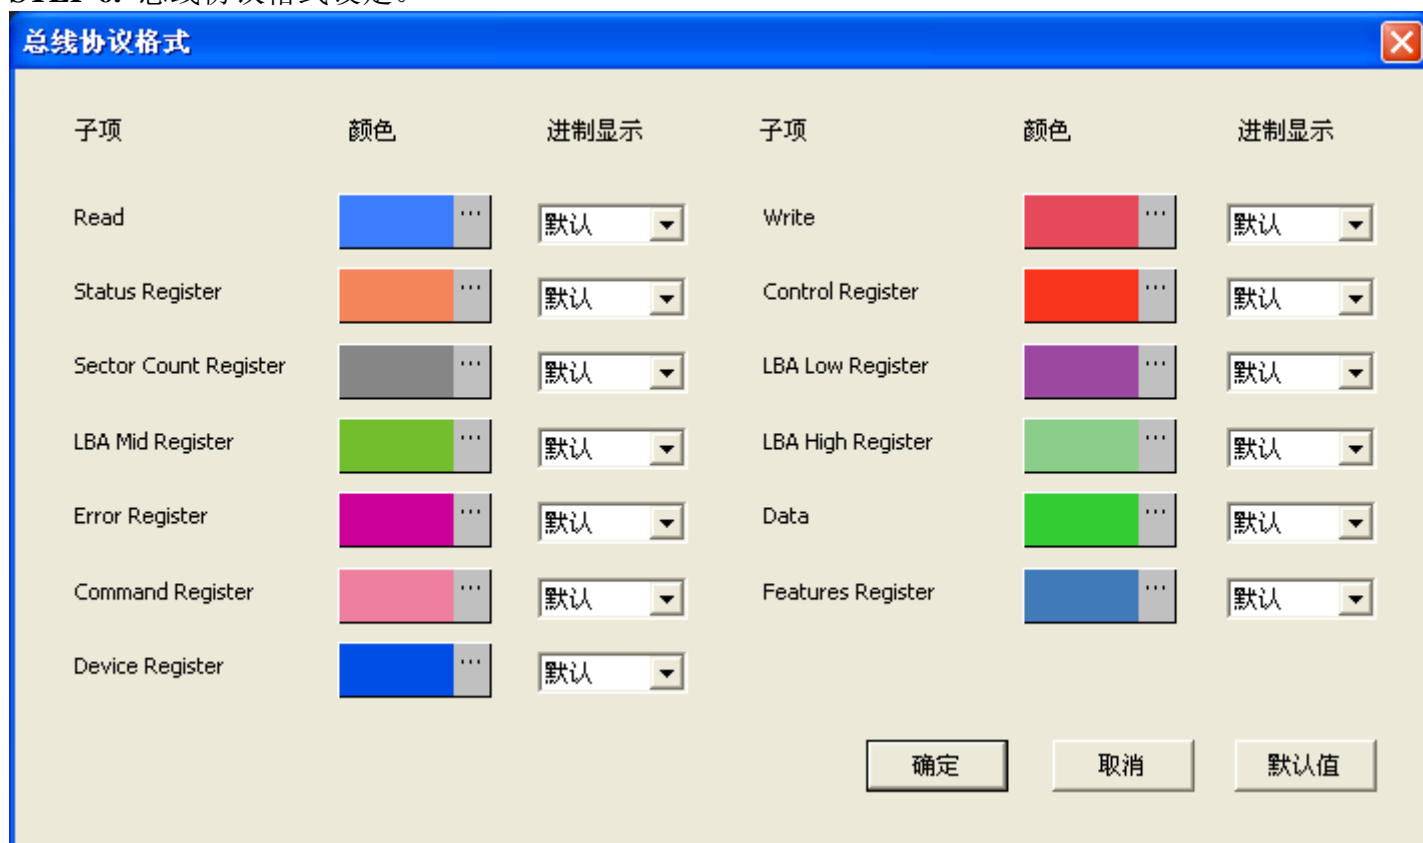 总线协议格式
子项 颜色 进制显示 子项 颜色 进制显示
Read ... 默认 Write ... 默认
Status Register ... 默认 Control Register ... 默认
Sector Count Register ... 默认 LBA Low Register ... 默认
LBA Mid Register ... 默认 LBA High Register ... 默认
Error Register ... 默认 Data ... 默认
Command Register ... 默认 Features Register ... 默认
Device Register ... 默认
确定 取消 默认值